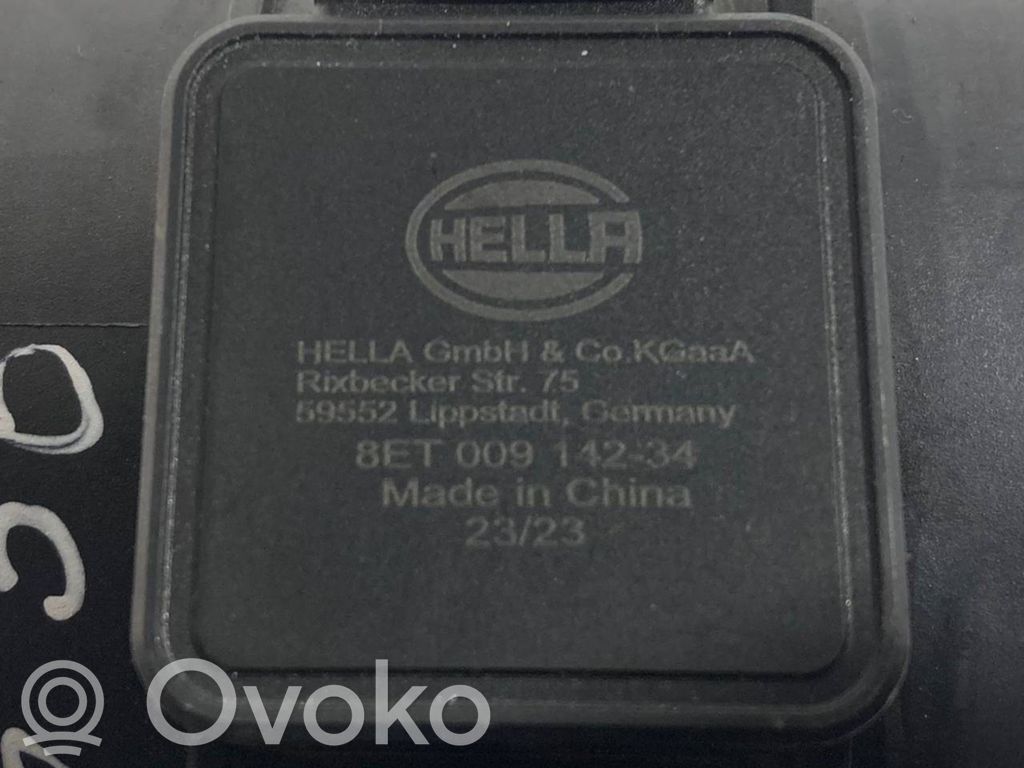 HELLA
HELLA GmbH & Co.KGaaA
Rixbecker Str. 75
59552 Lippstadt, Germany
8ET 009 142-34
Made in China
23/23
Ovoko